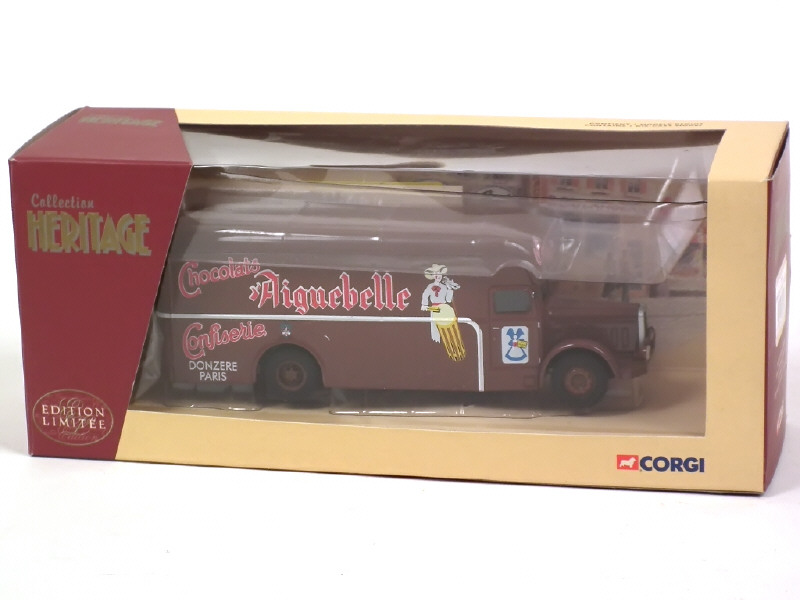 Collection
HERITAGE
EDITION
LIMITÉE
Chocolats
d'Aiguebelle
Confiserie
DONZERE
PARIS
CORGI